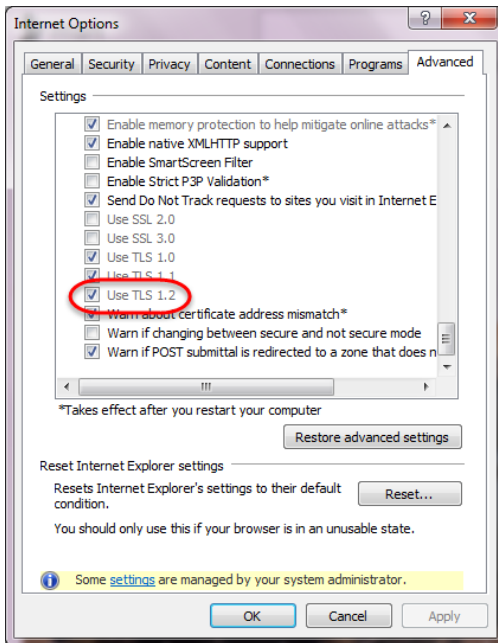 Internet Options
General Security Privacy Content Connections Programs Advanced
Settings
Enable memory protection to help mitigate online attacks*
Enable native XMLHTTP support
Enable SmartScreen Filter
Enable Strict P3P Validation*
Send Do Not Track requests to sites you visit in Internet E
Use SSL 2.0
Use SSL 3.0
Use TLS 1.0
Use TLS 1.1
Use TLS 1.2
Warn about certificate address mismatch*
Warn if changing between secure and not secure mode
Warn if POST submittal is redirected to a zone that does n
*Takes effect after you restart your computer
Restore advanced settings
Reset Internet Explorer settings
Resets Internet Explorer's settings to their default
condition.
Reset...
You should only use this if your browser is in an unusable state.
Some settings are managed by your system administrator.
OK Cancel Apply